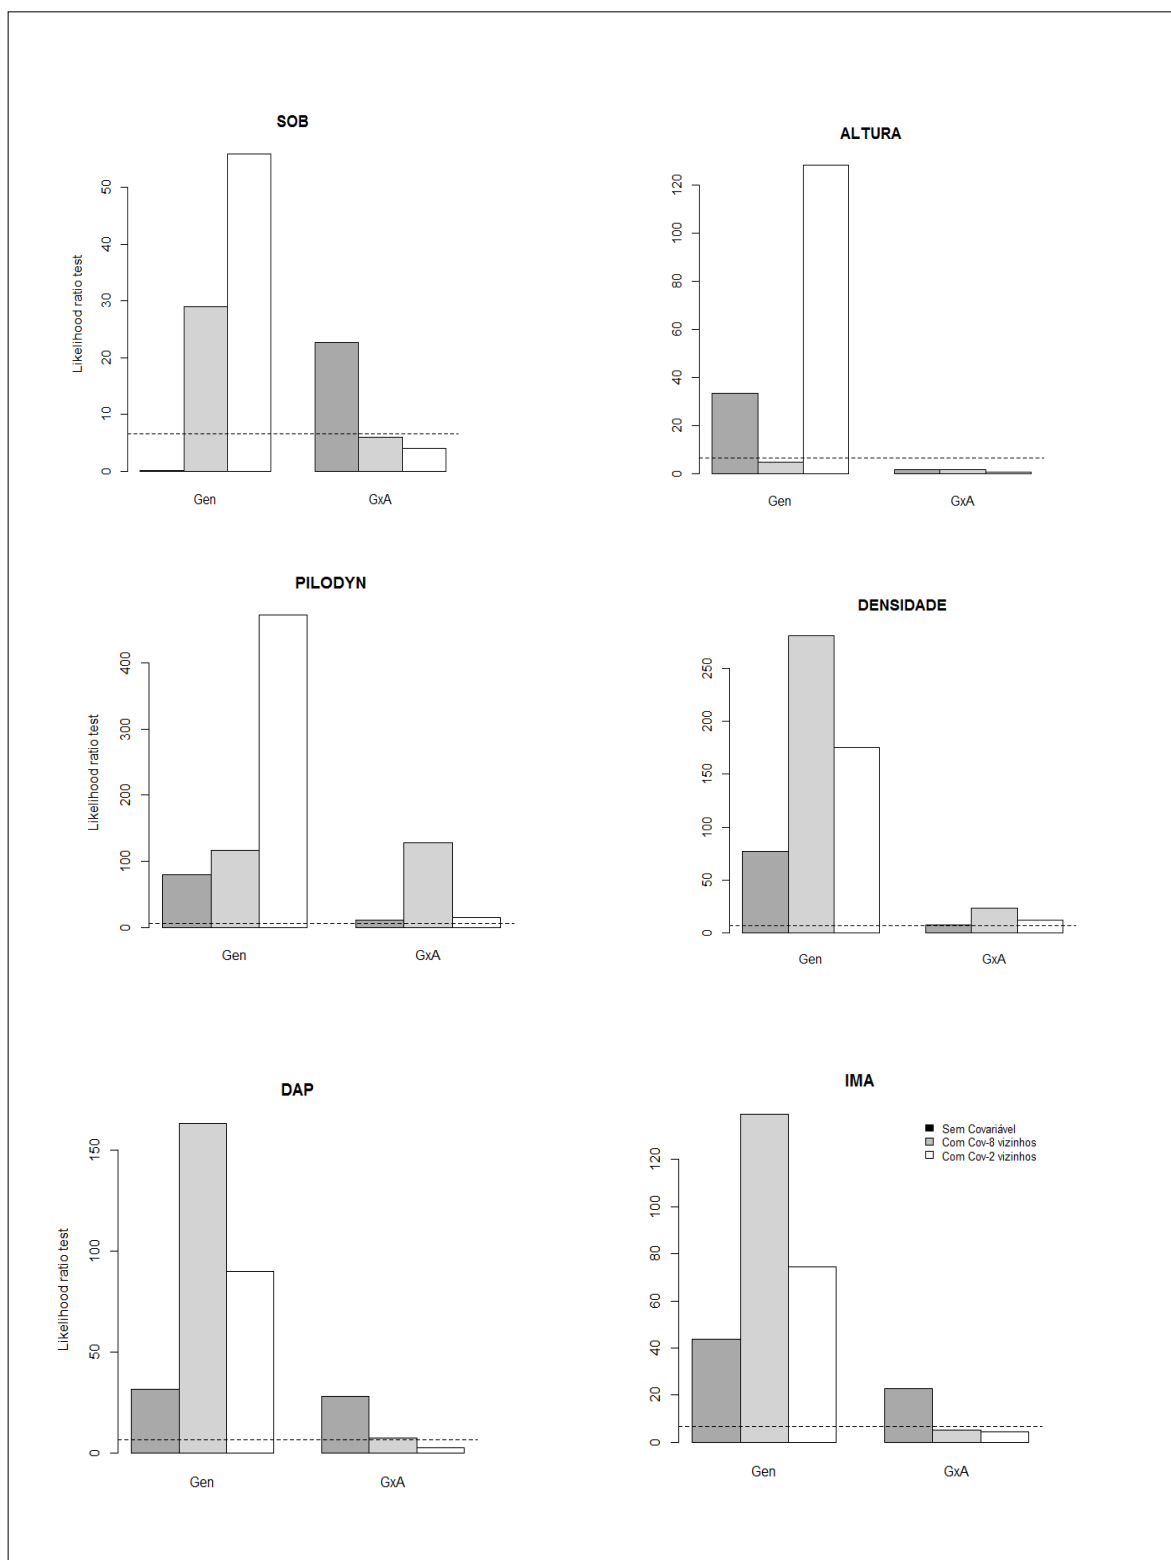 SOB
Likelihood ratio test
50
40
30
20
10
0
Gen GxA
ALTURA
120
100
80
60
40
20
0
Gen GxA
PILODYN
Likelihood ratio test
400
300
200
100
0
Gen GxA
DENSIDADE
250
200
150
100
50
0
Gen GxA
DAP
Likelihood ratio test
150
100
50
0
Gen GxA
IMA
Sem Covariável
Com Cov-8 vizinhos
Com Cov-2 vizinhos
120
100
80
60
40
20
0
Gen GxA